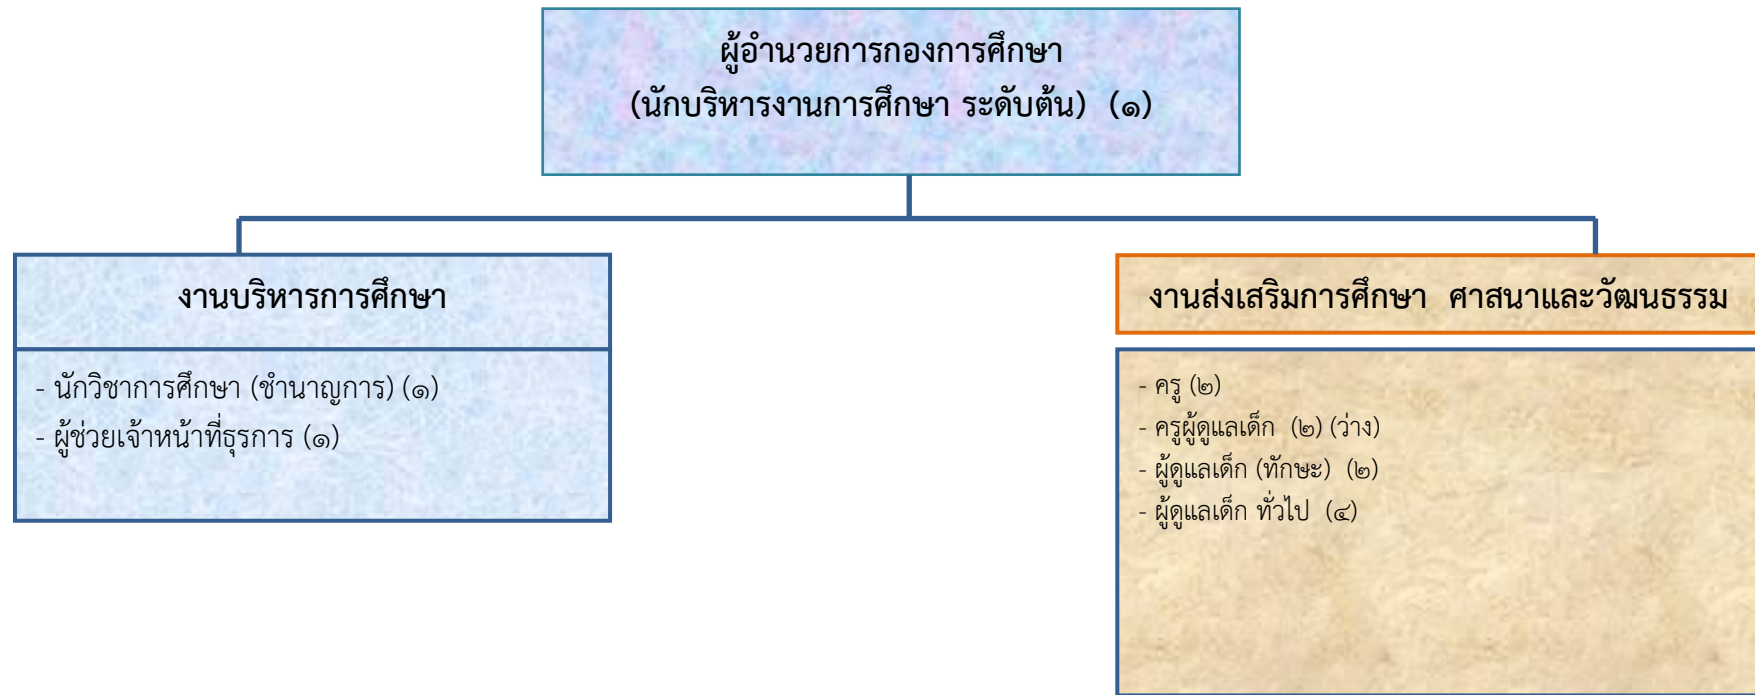 ผู้อำนวยการกองการศึกษา
(นักบริหารงานการศึกษา ระดับต้น) (๑)
งานบริหารการศึกษา
- นักวิชาการศึกษา (ชำนาญการ) (๑)
- ผู้ช่วยเจ้าหน้าที่ธุรการ (๑)
งานส่งเสริมการศึกษา ศาสนาและวัฒนธรรม
- ครู (๒)
- ครูผู้ดูแลเด็ก (๒) (ว่าง)
- ผู้ดูแลเด็ก (ทักษะ) (๒)
- ผู้ดูแลเด็ก ทั่วไป (๔)